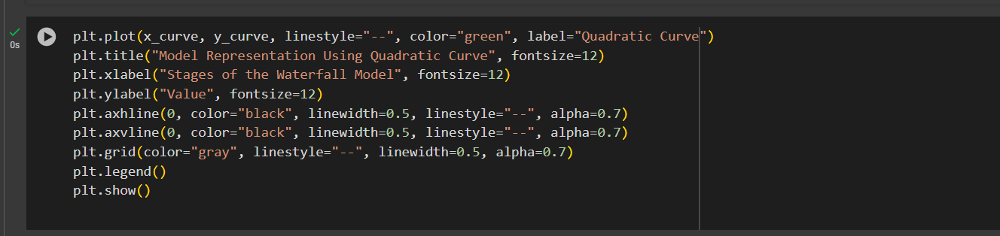 plt.plot(x_curve, y_curve, linestyle="--", color="green", label="Quadratic Curve")
plt.title("Model Representation Using Quadratic Curve", fontsize=12)
plt.xlabel("Stages of the Waterfall Model", fontsize=12)
plt.ylabel("Value", fontsize=12)
plt.axhline(0, color="black", linewidth=0.5, linestyle="--", alpha=0.7)
plt.axvline(0, color="black", linewidth=0.5, linestyle="--", alpha=0.7)
plt.grid(color="gray", linestyle="--", linewidth=0.5, alpha=0.7)
plt.legend()
plt.show()
0s